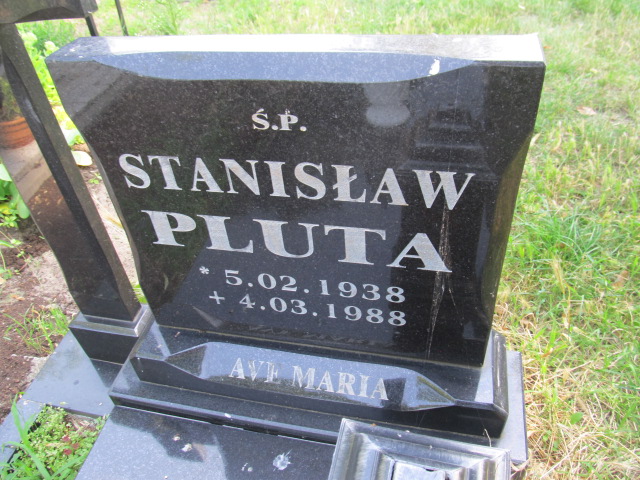 Ś.P.
STANISŁAW
PLUTA
* 5.02.1938
+ 4.03.1988
AVE MARIA